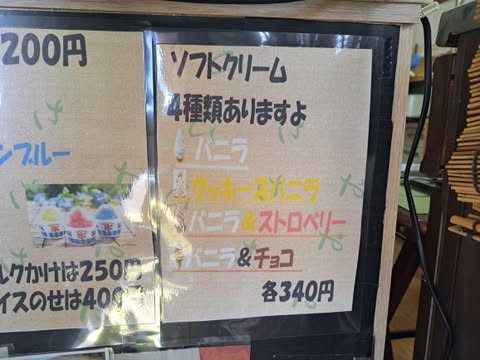 200円
ンブルー
ルクかけは250円
イスのせは400円
ソフトクリーム
4種類ありますよ
バニラ
クッキーズバニラ
バニラ&ストロベリー
バニラ&チョコ
各340円